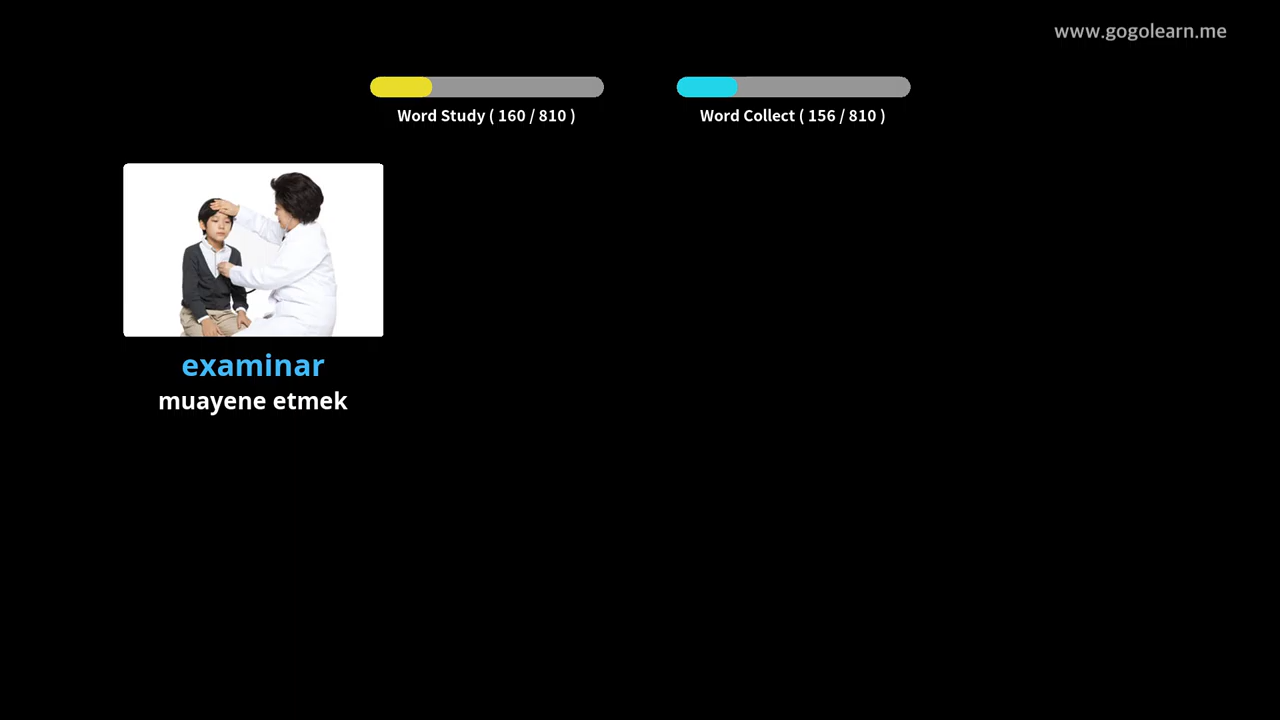 www.gogolearn.me
Word Study ( 160 / 810 )
Word Collect ( 156 / 810 )
examinar
muayene etmek